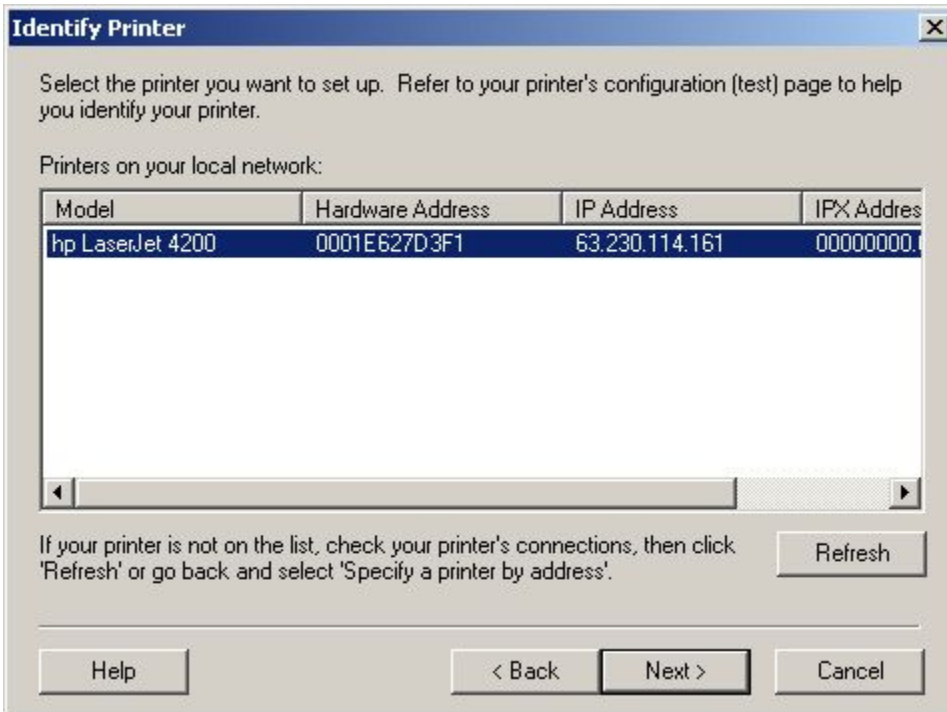 Identify Printer
Select the printer you want to set up. Refer to your printer's configuration (test) page to help
you identify your printer.
Printers on your local network:
Model Hardware Address IP Address IPX Addres
hp LaserJet 4200 0001E627D3F1 63.230.114.161 00000000.
If your printer is not on the list, check your printer's connections, then click
'Refresh' or go back and select 'Specify a printer by address'.
Refresh
Help < Back Next > Cancel